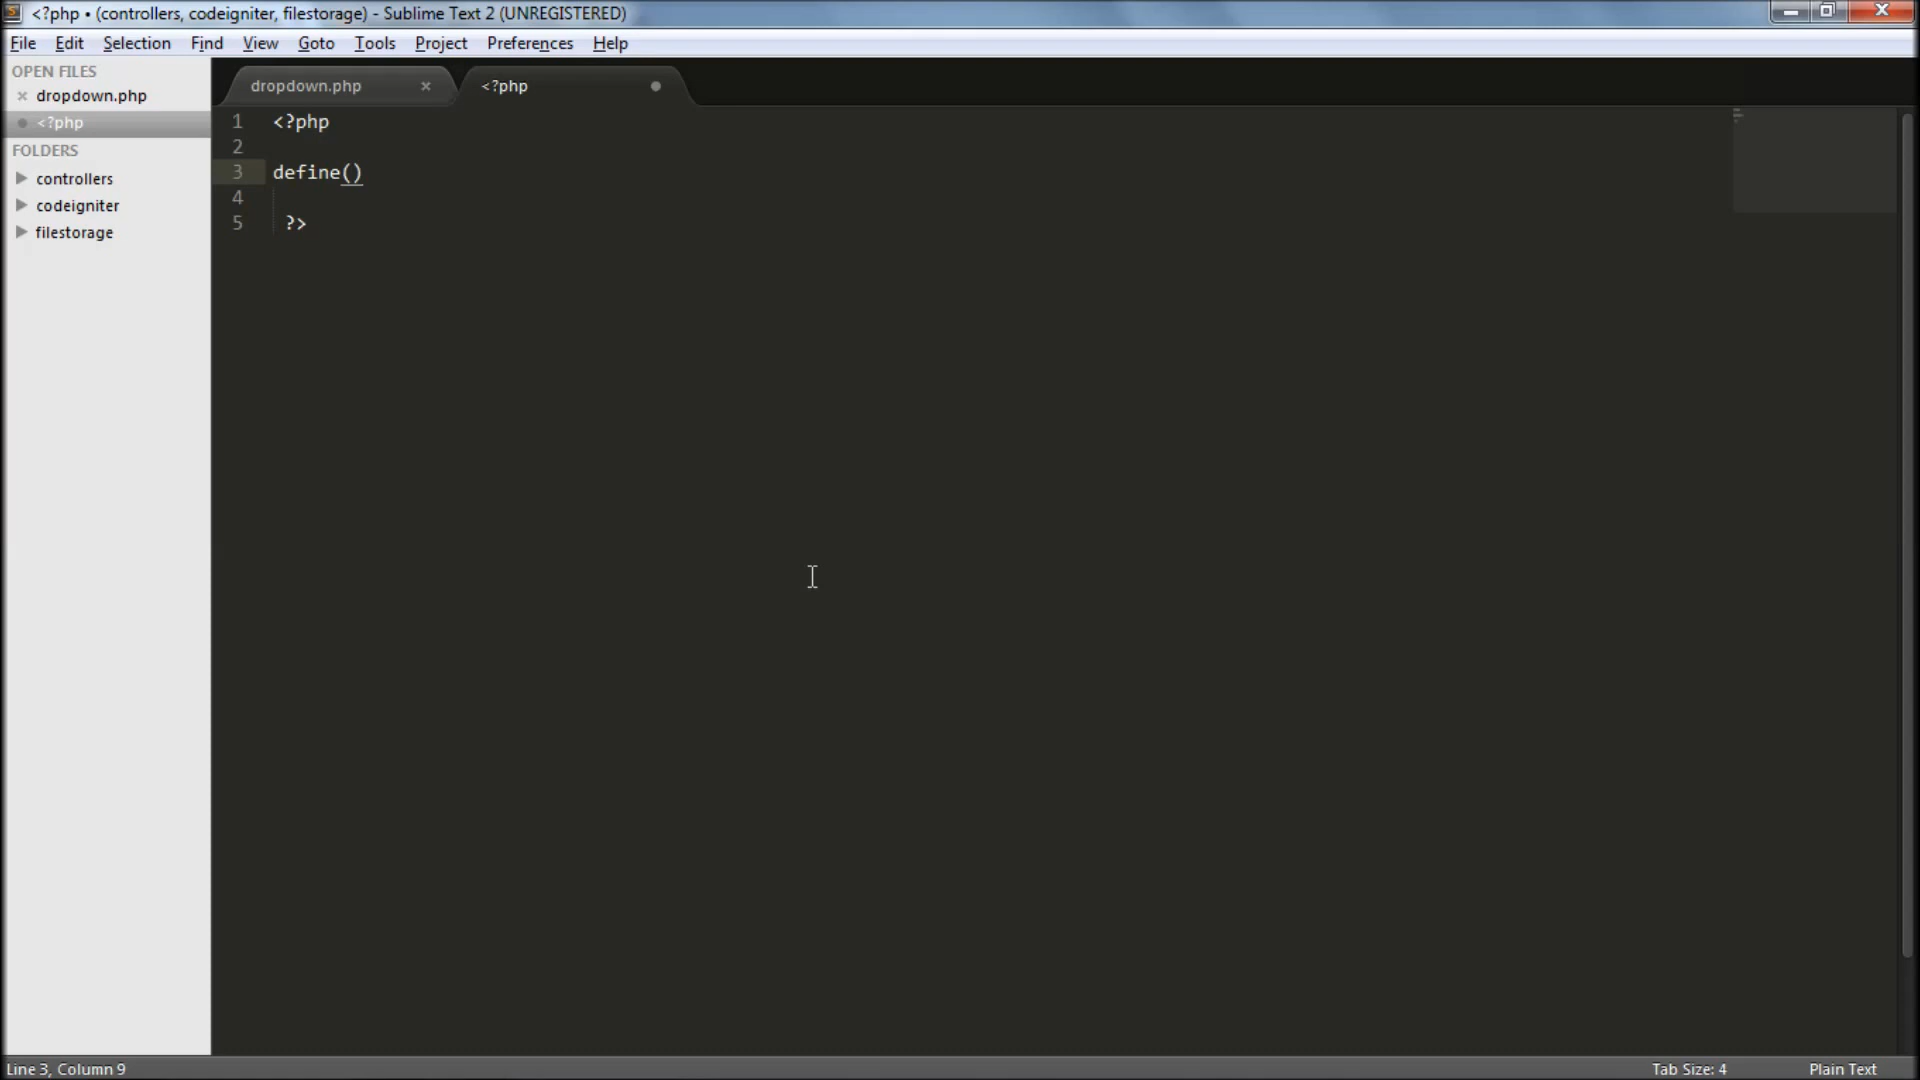 <?php • (controllers, codeigniter, filestorage) - Sublime Text 2 (UNREGISTERED)
File Edit Selection Find View Goto Tools Project Preferences Help
OPEN FILES
dropdown.php
<?php
FOLDERS
controllers
codeigniter
filestorage
dropdown.php <?php
1 <?php
2
3 define()
4
5 ?>
Line 3, Column 9 Tab Size: 4 Plain Text